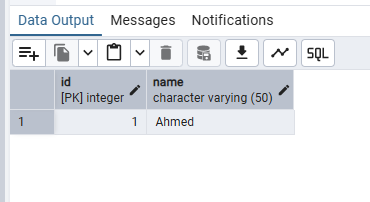 Data Output Messages Notifications
SQL
id name
[PK] integer character varying (50)
1 1 Ahmed